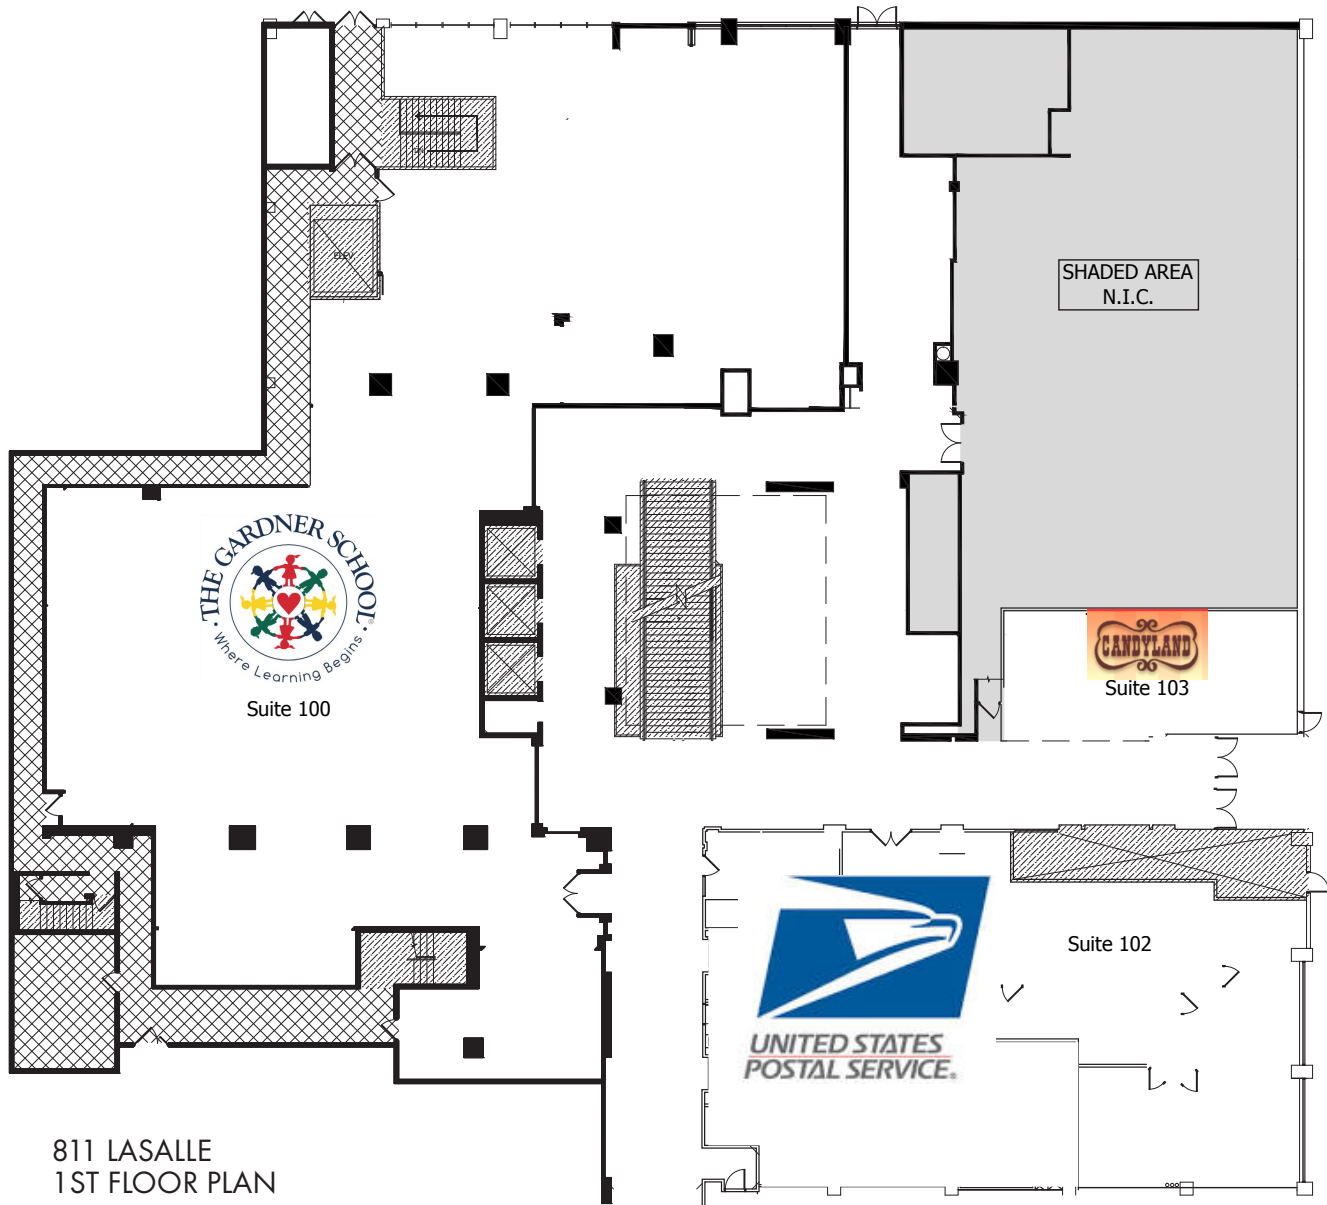 ELEV
SHADED AREA
N.I.C.
THE GARDNER SCHOOL
Where Learning Begins
Suite 100
CANDYLAND
Suite 103
Suite 102
UNITED STATES
POSTAL SERVICE®
811 LASALLE
1ST FLOOR PLAN